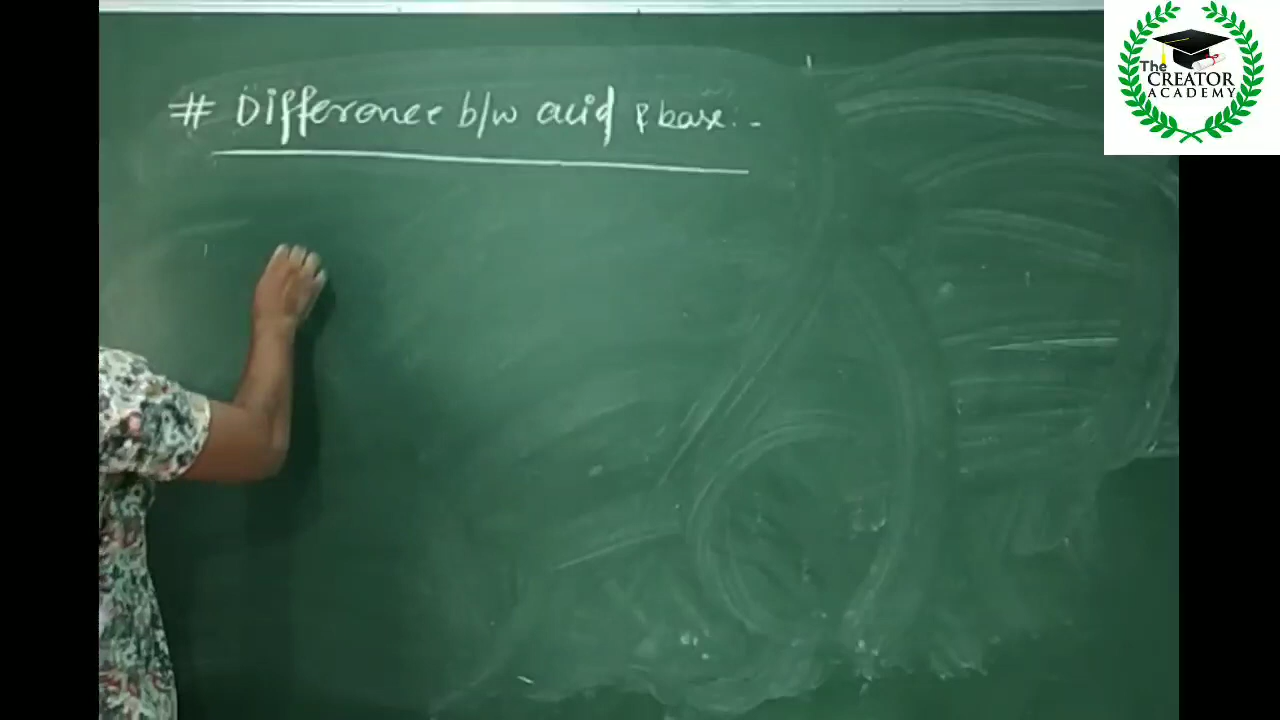 # Difference b/w acid & base : -
The
CREATOR
ACADEMY